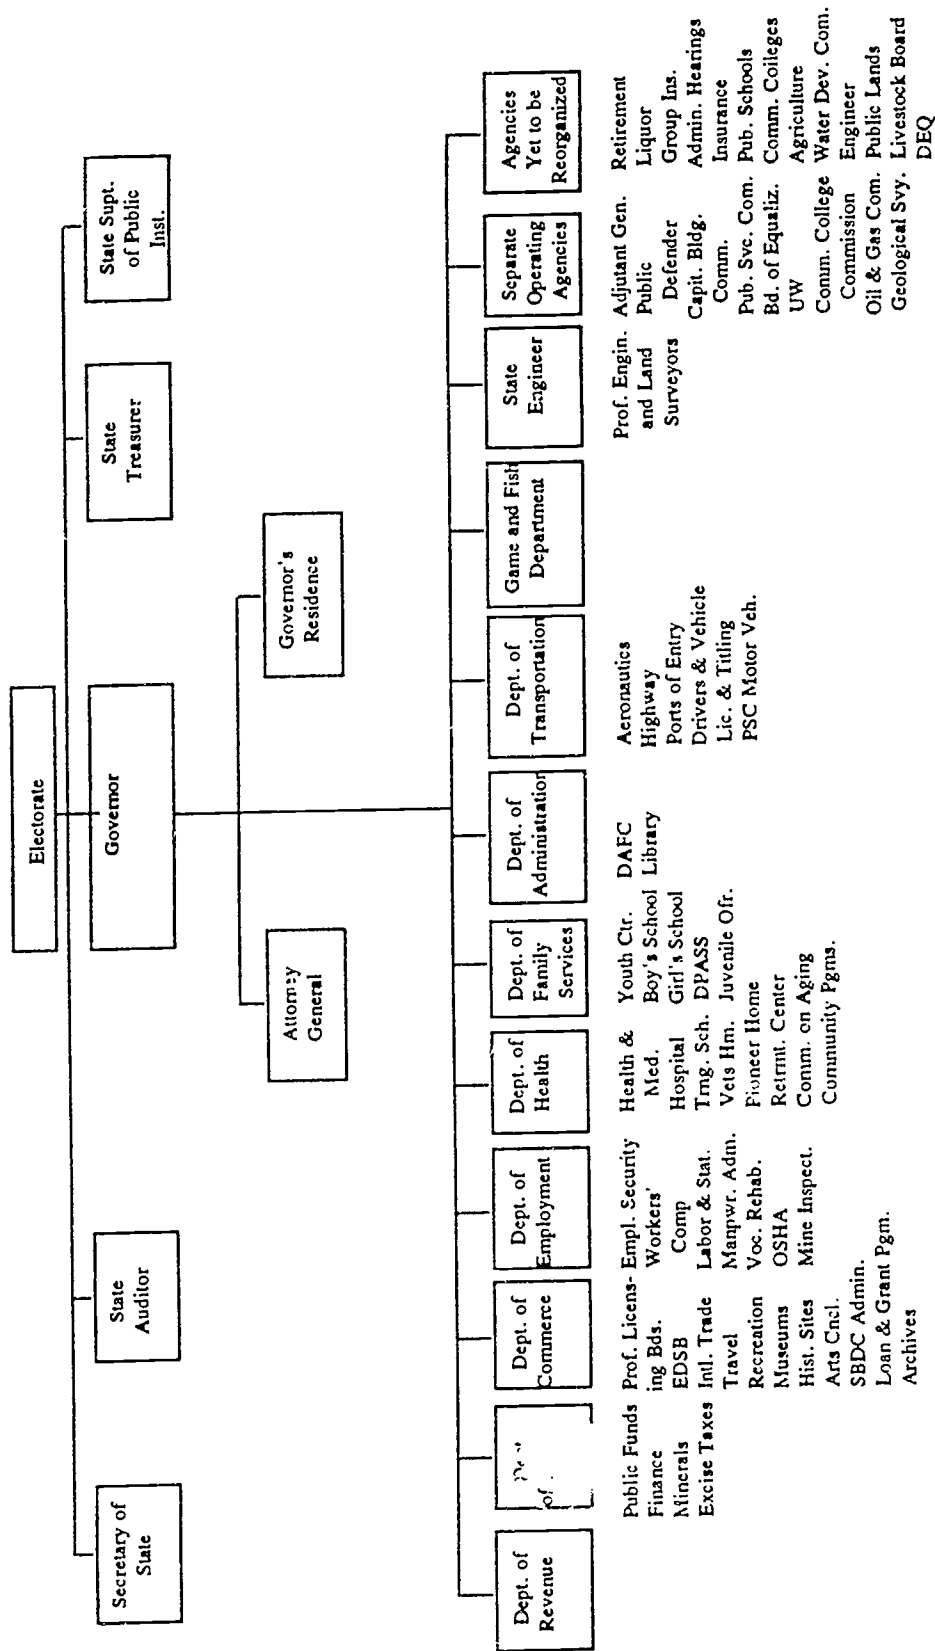 Electorate
Secretary of
State
State
Auditor
Governor
State
Treasurer
State Supt.
of Public
Inst.
Attorney
General
Governor's
Residence
Dept. of
Revenue
of
Dept. of
Commerce
Dept. of
Employment
Dept. of
Health
Dept. of
Family
Services
Dept. of
Administration
Dept. of
Transportation
Game and Fish
Department
State
Engineer
Separate
Operating
Agencies
Agencies
Yet to be
Reorganized
Public Funds
Finance
Minerals
Excise Taxes
Prof. Licens-
ing Bds.
EDSB
Intl. Trade
Travel
Recreation
Museums
Hist. Sites
Arts Cncl.
SBDC Admin.
Loan & Grant Pgm.
Archives
Empl. Security
Workers'
Comp
Labor & Stat.
Manpwr. Adm.
Voc. Rehab.
OSHA
Mine Inspect.
Health &
Med.
Hospital
Trng. Sch.
Vets Hm.
Pioneer Home
Retrmt. Center
Comm. on Aging
Community Pgms.
Youth Ctr.
Boy's School
Girl's School
DPASS
Juvenile Ofr.
DAFC
Library
Aeronautics
Highway
Ports of Entry
Drivers & Vehicle
Lic. & Titling
PSC Motor Veh.
Prof. Engin.
and Land
Surveyors
Adjutant Gen.
Public
Defender
Capit. Bldg.
Comm.
Pub. Svc. Com.
Bd. of Equaliz.
UW
Comm. College
Commission
Oil & Gas Com.
Geological Svy.
Retirement
Liquor
Group Ins.
Admin. Hearings
Insurance
Pub. Schools
Comm. Colleges
Agriculture
Water Dev. Com.
Engineer
Public Lands
Livestock Board
DEQ